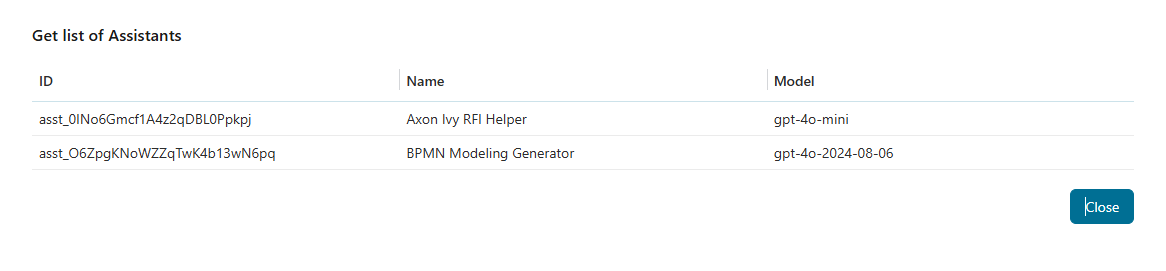 Get list of Assistants
ID Name Model
asst_0INo6Gmcf1A4z2qDBL0Ppkpj Axon Ivy RFI Helper gpt-4o-mini
asst_O6ZpgKNoWZZqTwK4b13wN6pq BPMN Modeling Generator gpt-4o-2024-08-06
Close